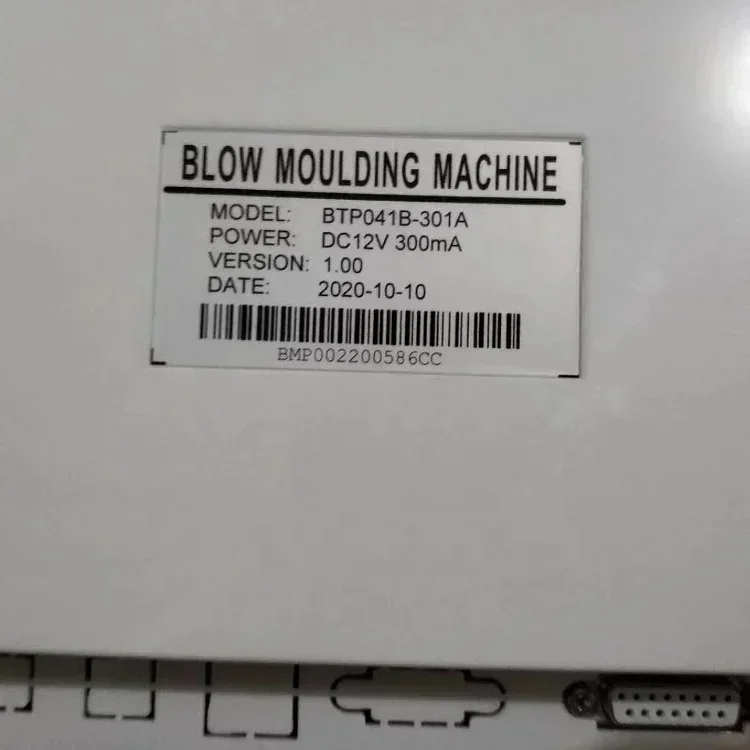 BLOW MOULDING MACHINE
MODEL: BTP041B-301A
POWER: DC12V 300mA
VERSION: 1.00
DATE: 2020-10-10
BMP002200586CC